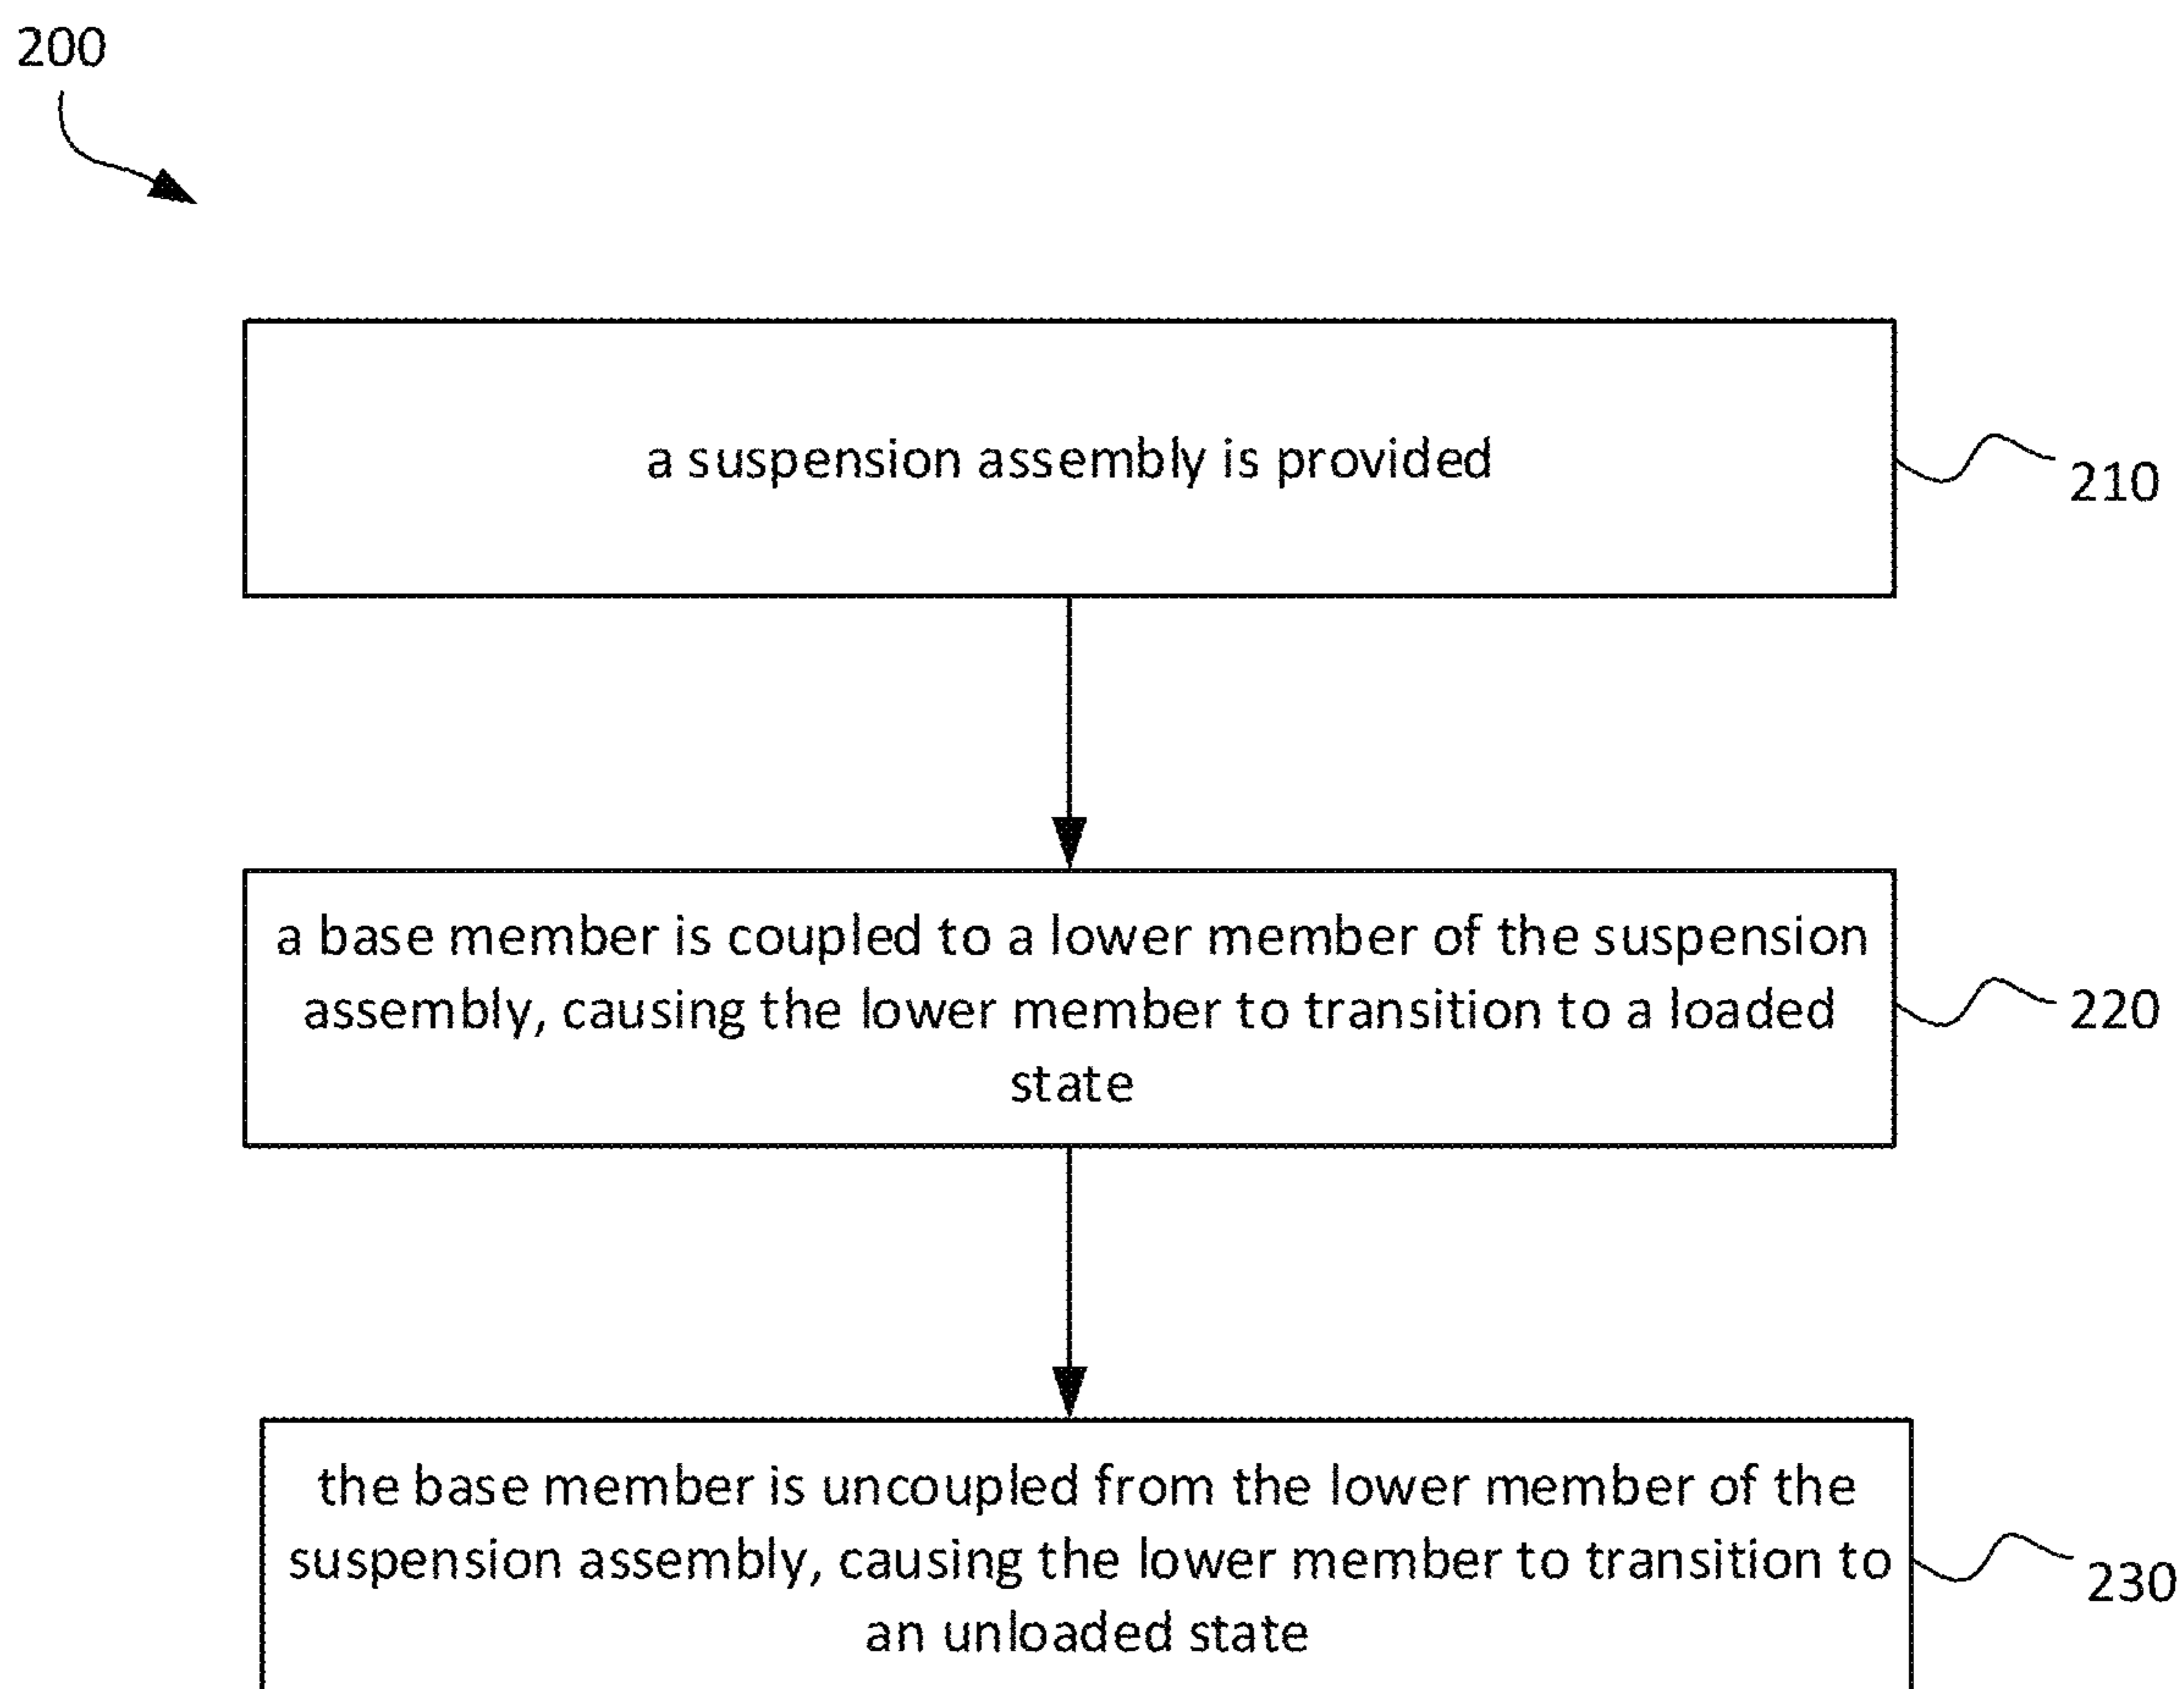 200
a suspension assembly is provided
210
a base member is coupled to a lower member of the suspension
assembly, causing the lower member to transition to a loaded
state
220
the base member is uncoupled from the lower member of the
suspension assembly, causing the lower member to transition to
an unloaded state
230